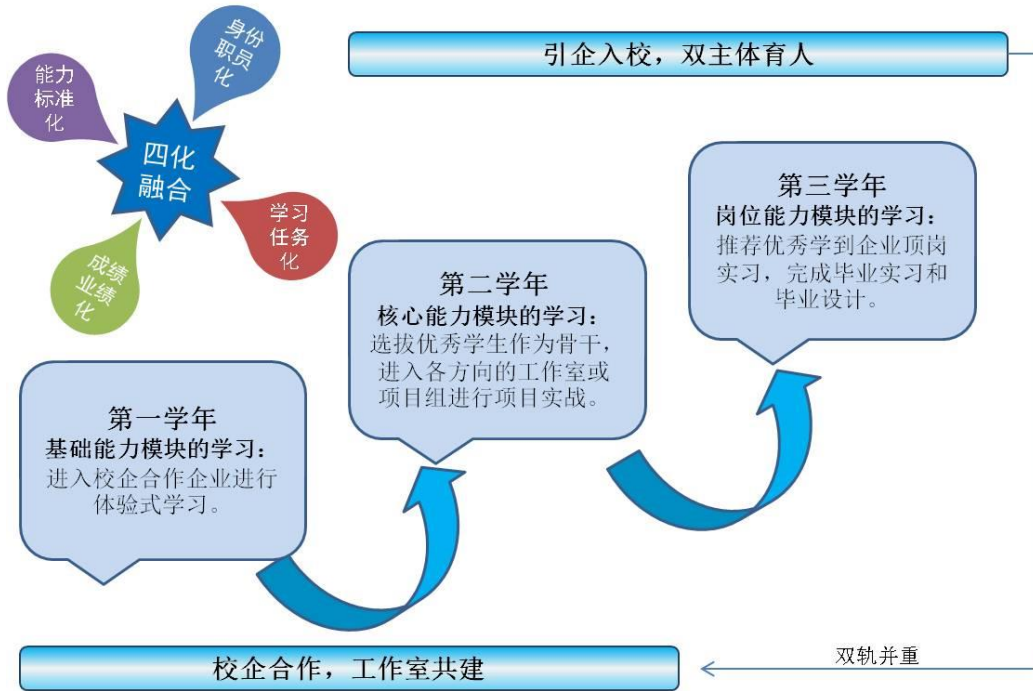 身份
职员
化
能力
标准
化
四化
融合
学习
任务
化
成绩
业绩
化
引企入校，双主体育人
第三学年
岗位能力模块的学习：
推荐优秀学到企业顶岗
实习，完成毕业实习和
毕业设计。
第二学年
核心能力模块的学习：
选拔优秀学生作为骨干，
进入各方向的工作室或
项目组进行项目实战。
第一学年
基础能力模块的学习：
进入校企合作企业进行
体验式学习。
校企合作，工作室共建
双轨并重